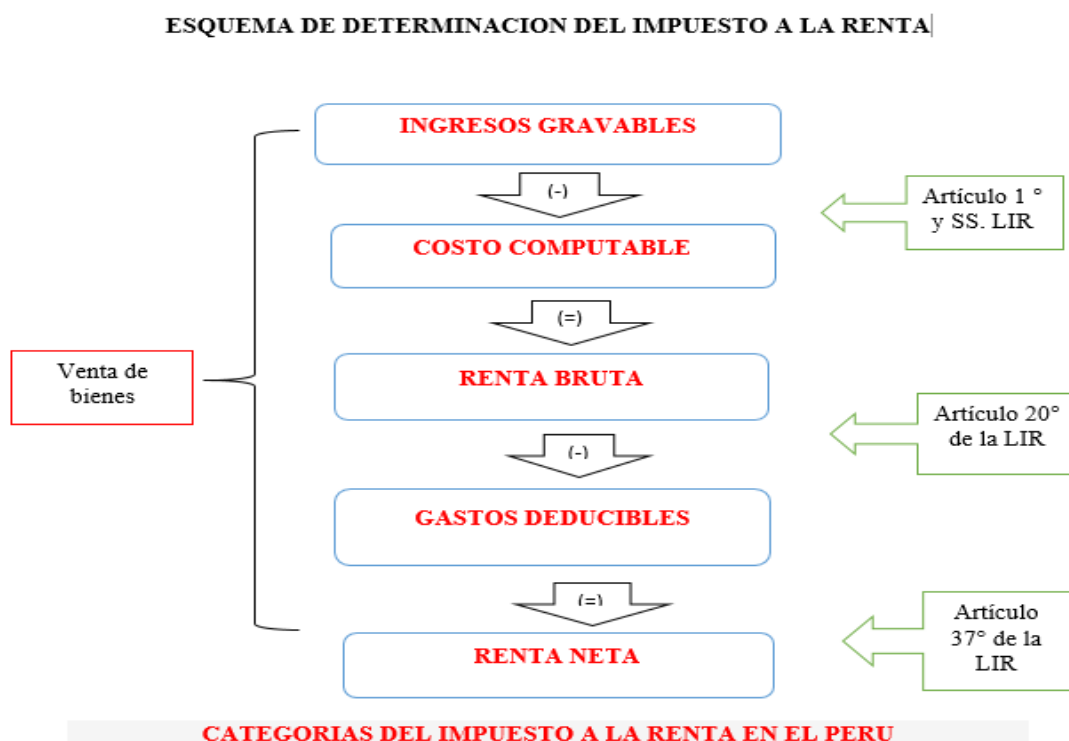 ESQUEMA DE DETERMINACION DEL IMPUESTO A LA RENTA
INGRESOS GRAVABLES
(-)
Artículo 1 °
y SS. LIR
COSTO COMPUTABLE
(=)
Venta de
bienes
RENTA BRUTA
Artículo 20°
de la LIR
(-)
GASTOS DEDUCIBLES
(=)
Artículo
37° de la
LIR
RENTA NETA
CATEGORIAS DEL IMPUESTO A LA RENTA EN EL PERU